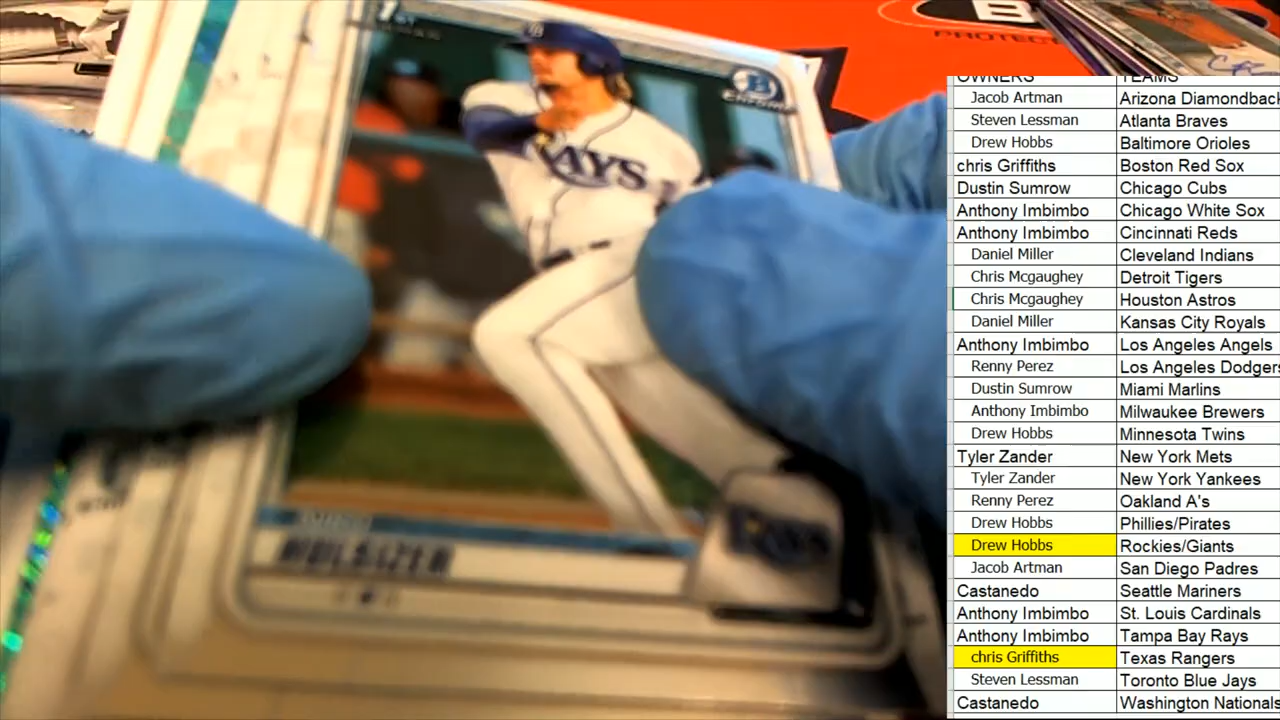 1ST
B
CHROME
RAYS
B
PROTECT
OWNERS TEAMS
Jacob Artman Arizona Diamondback
Steven Lessman Atlanta Braves
Drew Hobbs Baltimore Orioles
chris Griffiths Boston Red Sox
Dustin Sumrow Chicago Cubs
Anthony Imbimbo Chicago White Sox
Anthony Imbimbo Cincinnati Reds
Daniel Miller Cleveland Indians
Chris Mcgaughey Detroit Tigers
Chris Mcgaughey Houston Astros
Daniel Miller Kansas City Royals
Anthony Imbimbo Los Angeles Angels
Renny Perez Los Angeles Dodgers
Dustin Sumrow Miami Marlins
Anthony Imbimbo Milwaukee Brewers
Drew Hobbs Minnesota Twins
Tyler Zander New York Mets
Tyler Zander New York Yankees
Renny Perez Oakland A's
Drew Hobbs Phillies/Pirates
Drew Hobbs Rockies/Giants
Jacob Artman San Diego Padres
Castanedo Seattle Mariners
Anthony Imbimbo St. Louis Cardinals
Anthony Imbimbo Tampa Bay Rays
chris Griffiths Texas Rangers
Steven Lessman Toronto Blue Jays
Castanedo Washington Nationals